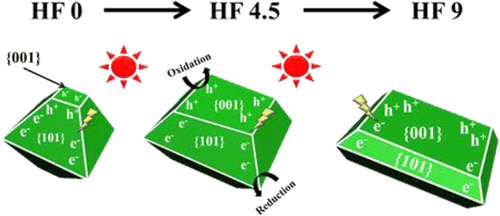 HF 0 HF 4.5 HF 9
{001}
h⁺ h⁺
h⁺ h⁺
e⁻ e⁻
{101}
e⁻ e⁻
Oxidation
h⁺
{001}
h⁺ h⁺
e⁻ {101} e⁻
e⁻ e⁻
Reduction
h⁺ h⁺
e⁻ h⁺
{001} h⁺
h⁺
e⁻ {101} e⁻